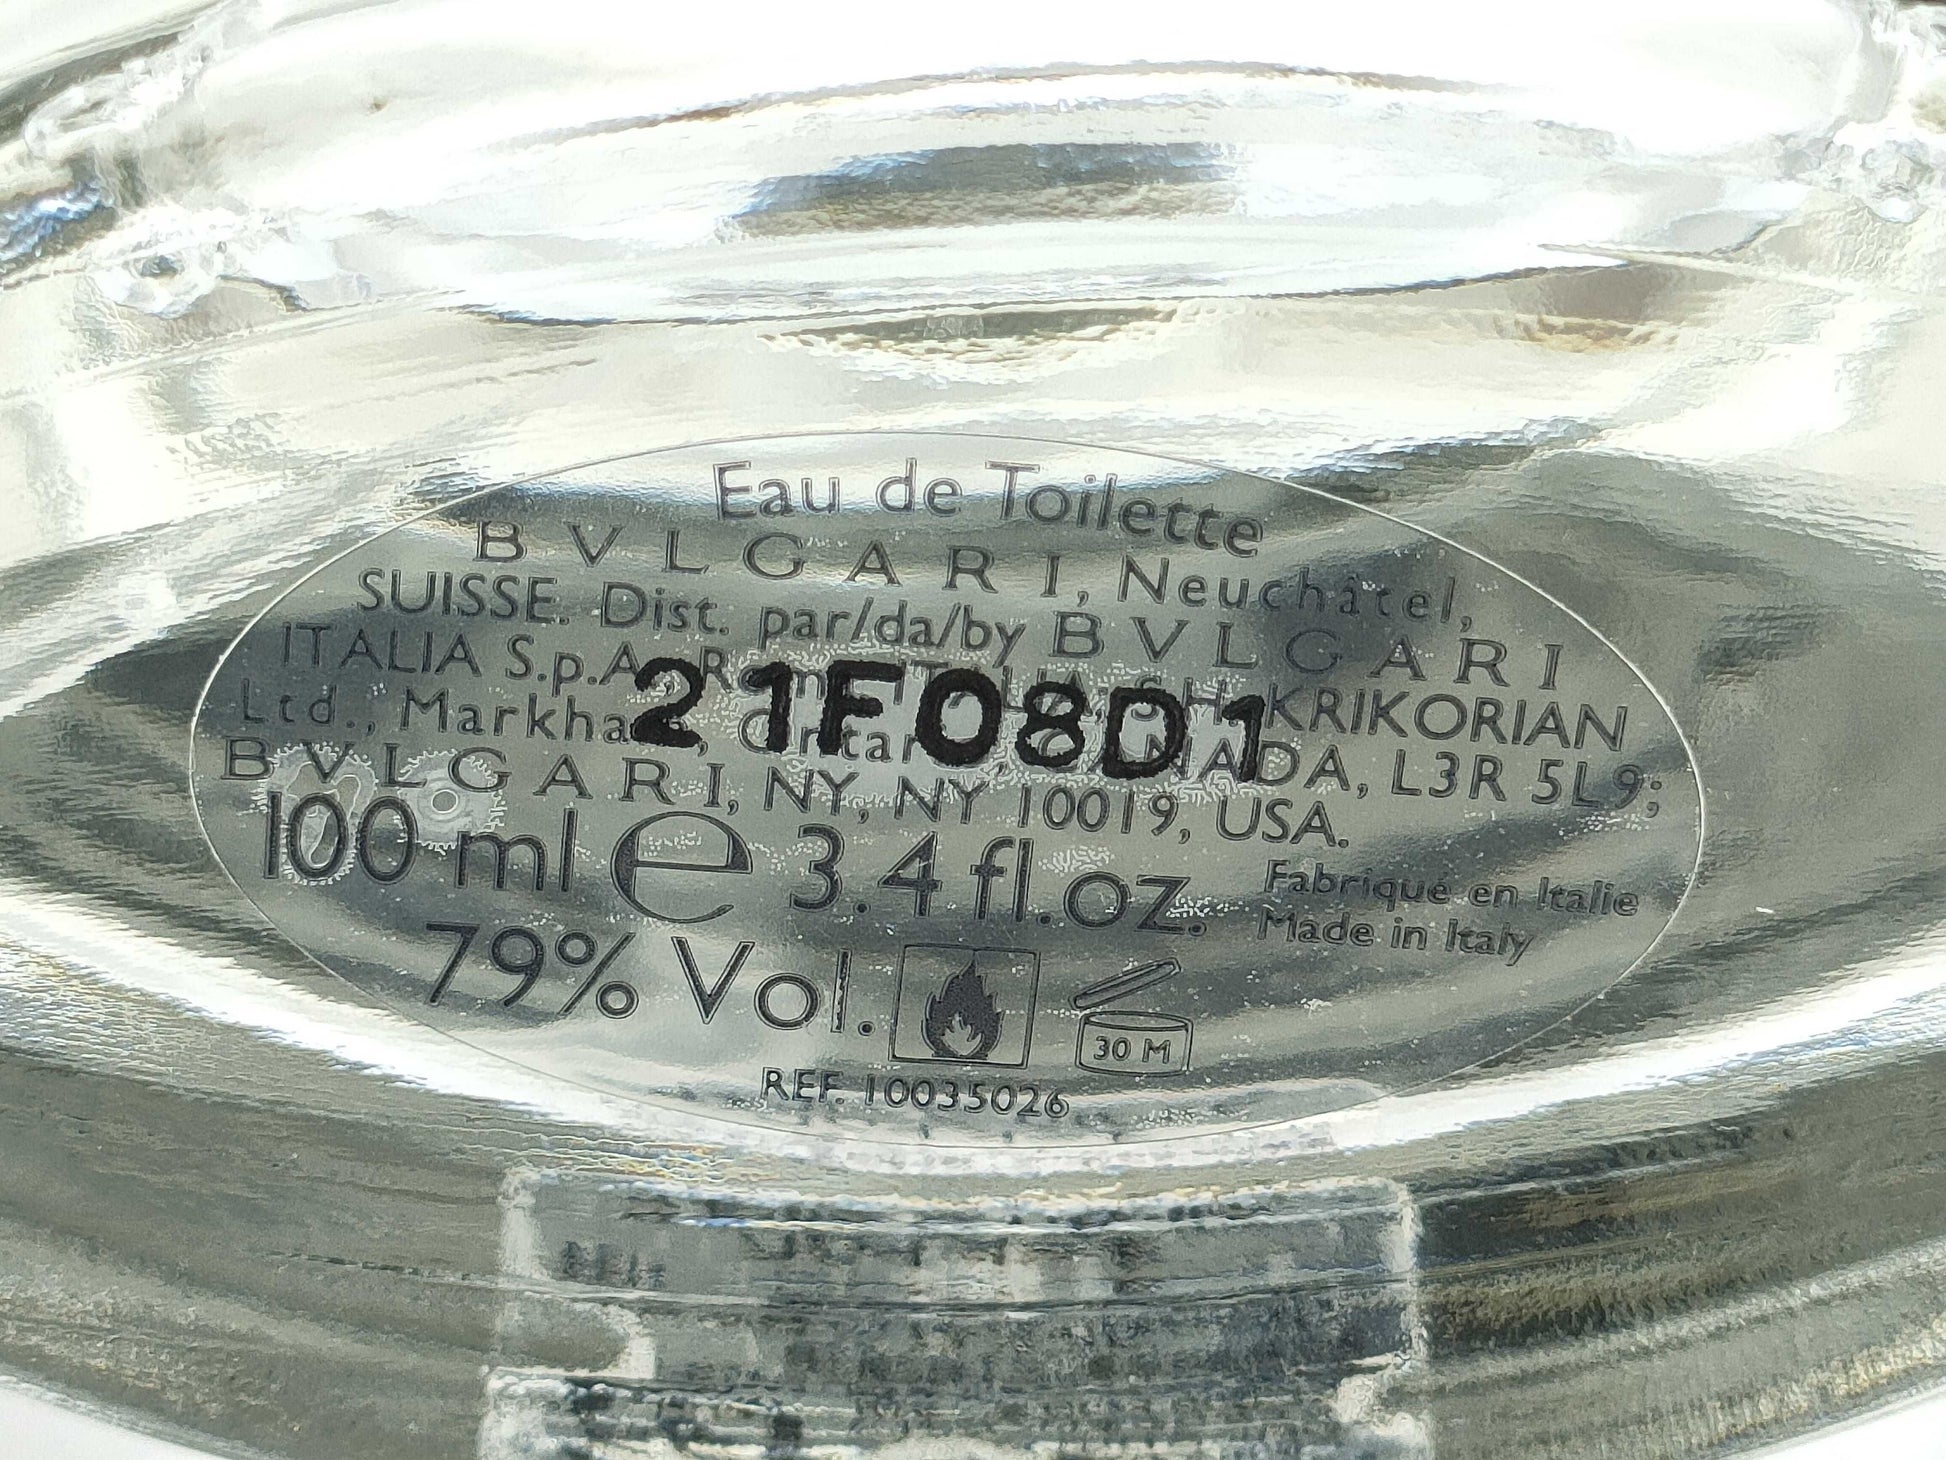 Eau de Toilette
BVLGARI, Neuchâtel,
SUISSE. Dist. par/da/by BVLGARI
ITALIA S.p.A. KRIKORIAN
21F08D1
Ltd., L3R 5L9;
BVLGARI, NY, NY 10019, USA.
100 ml e 3.4 fl.oz.
Fabriqué en Italie
Made in Italy
79% Vol.
30 M
REF. 10035026